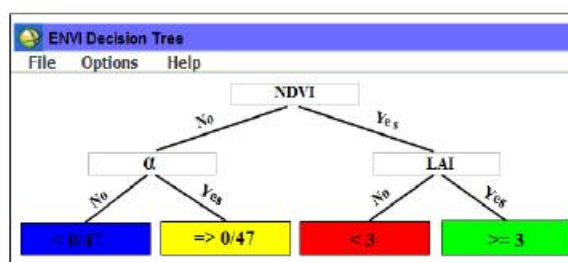 ENVI Decision Tree
File Options Help
NDVI
No Yes
α LAI
No Yes No Yes
< 0/47 => 0/47 < 3 >= 3